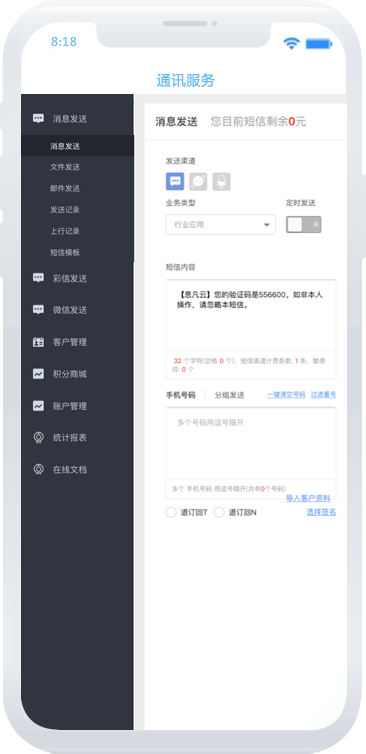 8:18
通讯服务
消息发送
消息发送
文件发送
邮件发送
发送记录
上行记录
短信模板
彩信发送
微信发送
客户管理
积分商城
账户管理
统计报表
在线文档
消息发送 您目前短信剩余0元
发送渠道
业务类型 定时发送
行业应用 关
短信内容
【思凡云】您的验证码是556600。如非本人
操作，请忽略本短信。
32 个字符(空格 0 个)，短信渠道计费条数: 1 条，敏感
词: 0 个
手机号码 分组发送 一键清空号码 过滤重号
多个号码用逗号隔开
多个 手机号码 用逗号隔开(共有0个号码)
导入客户资料
退订回T 退订回N 选择签名